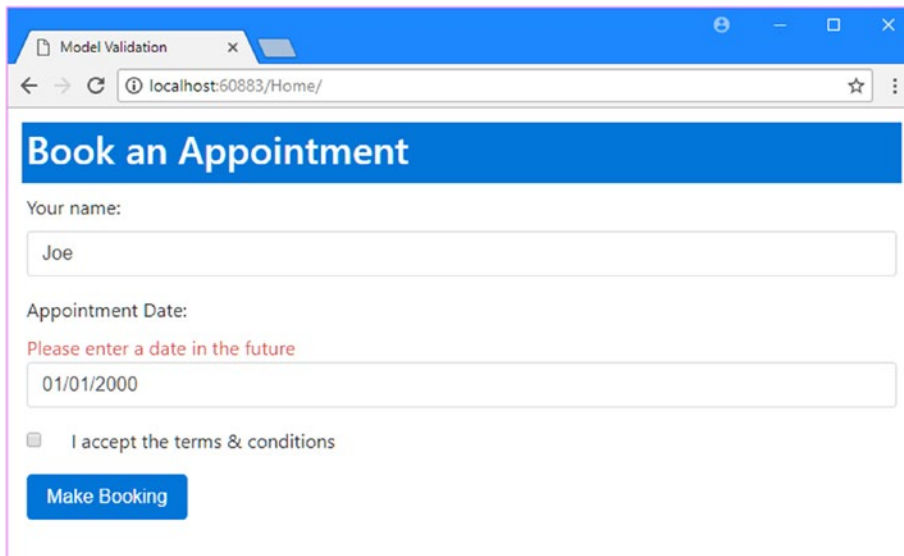 Model Validation
localhost:60883/Home/
Book an Appointment
Your name:
Joe
Appointment Date:
Please enter a date in the future
01/01/2000
I accept the terms & conditions
Make Booking